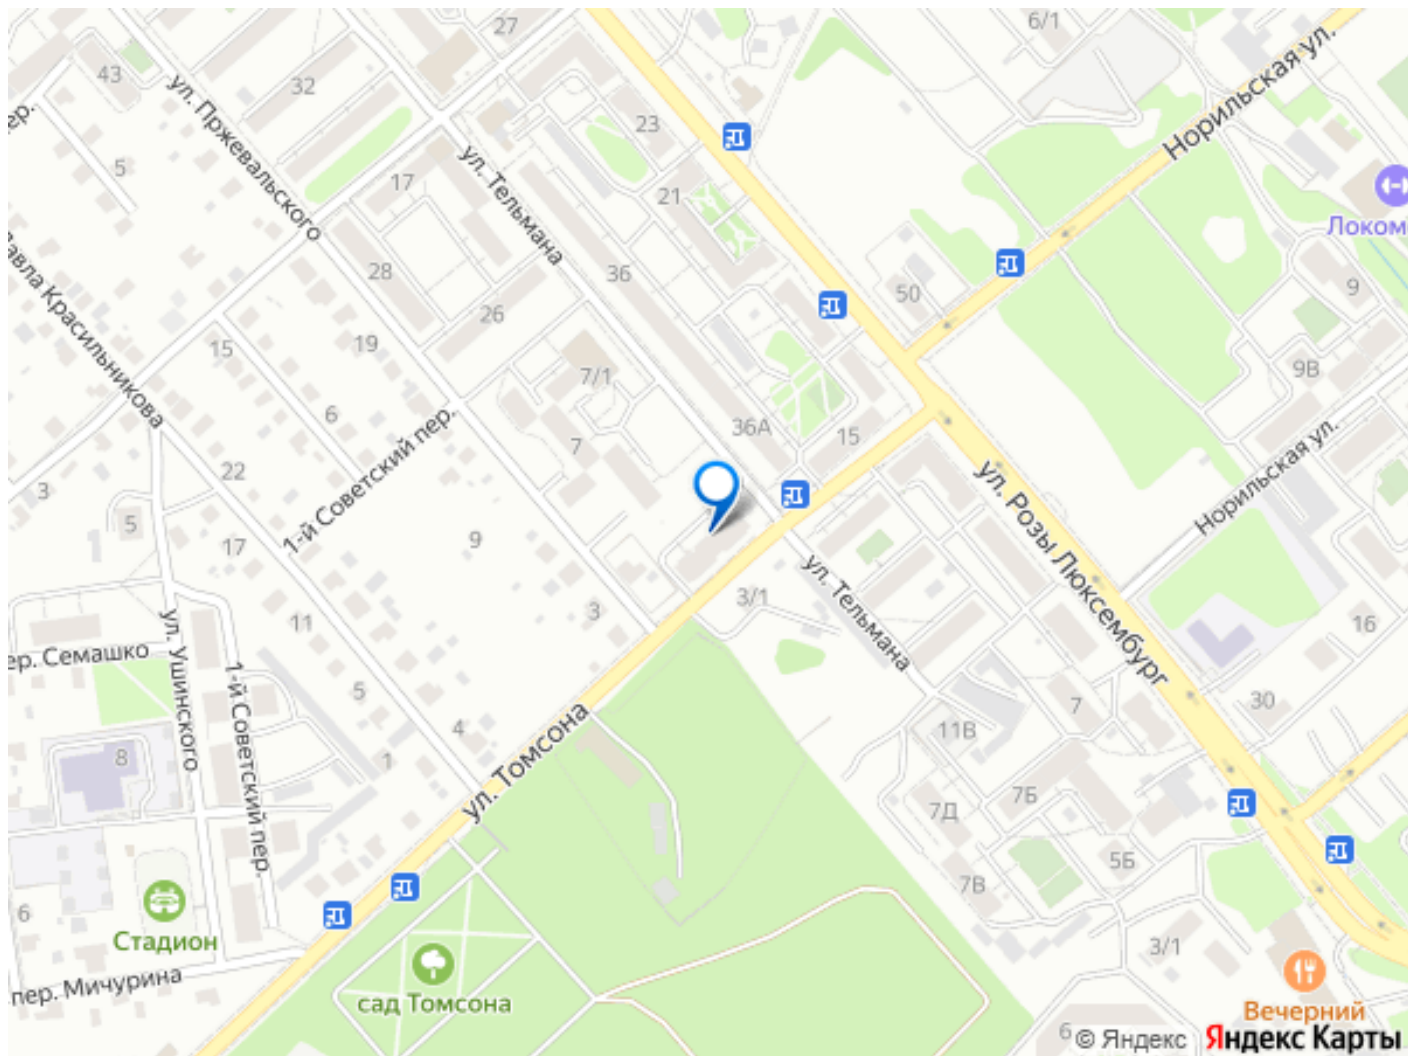 27
6/1
43
ул. Пржевальского
32
Норильская ул.
23
ер.
5
17
ул. Тельмана
21
Локом
авла Красильникова
28
36
50
9
26
15
19
7/1
9В
6
36А
15
1-й Советский пер.
7
22
3
ул. Розы Люксембург
Норильская ул.
5
17
9
ул. Тельмана
3/1
3
11
16
ул. Ушинского
ер. Семашко
1-й Советский пер.
5
7
30
4
11В
ул. Томсона
8
1
7Б
7Д
5Б
7В
6
Стадион
3/1
пер. Мичурина
сад Томсона
Вечерний
6
© Яндекс Яндекс Карты